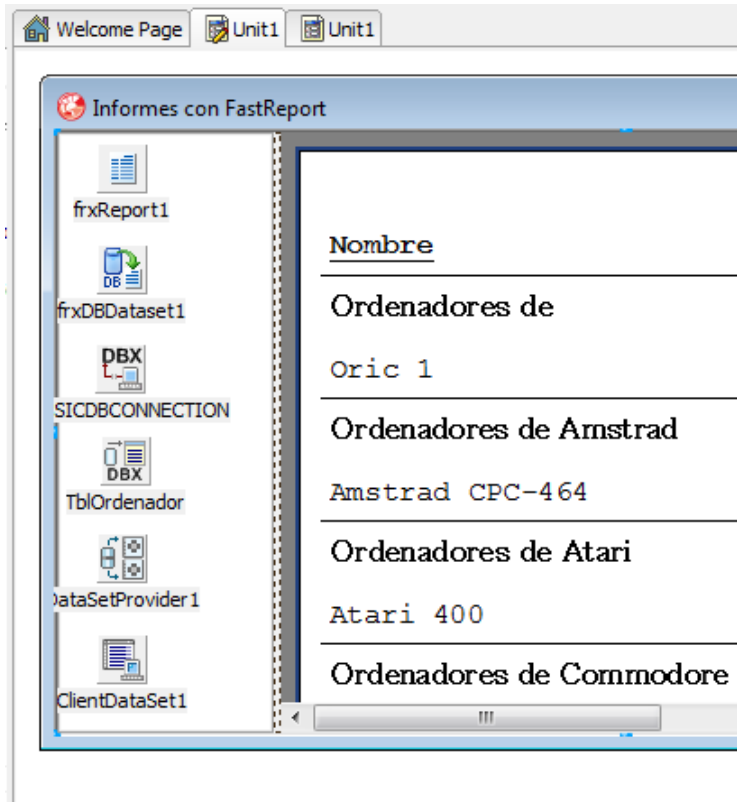 Welcome Page Unit1 Unit1
Informes con FastReport
frxReport1
DB
frxDBDataset1
DBX
SICDBCONNECTION
DBX
TblOrdenador
DataSetProvider1
ClientDataSet1
Nombre
Ordenadores de
Oric 1
Ordenadores de Amstrad
Amstrad CPC-464
Ordenadores de Atari
Atari 400
Ordenadores de Commodore